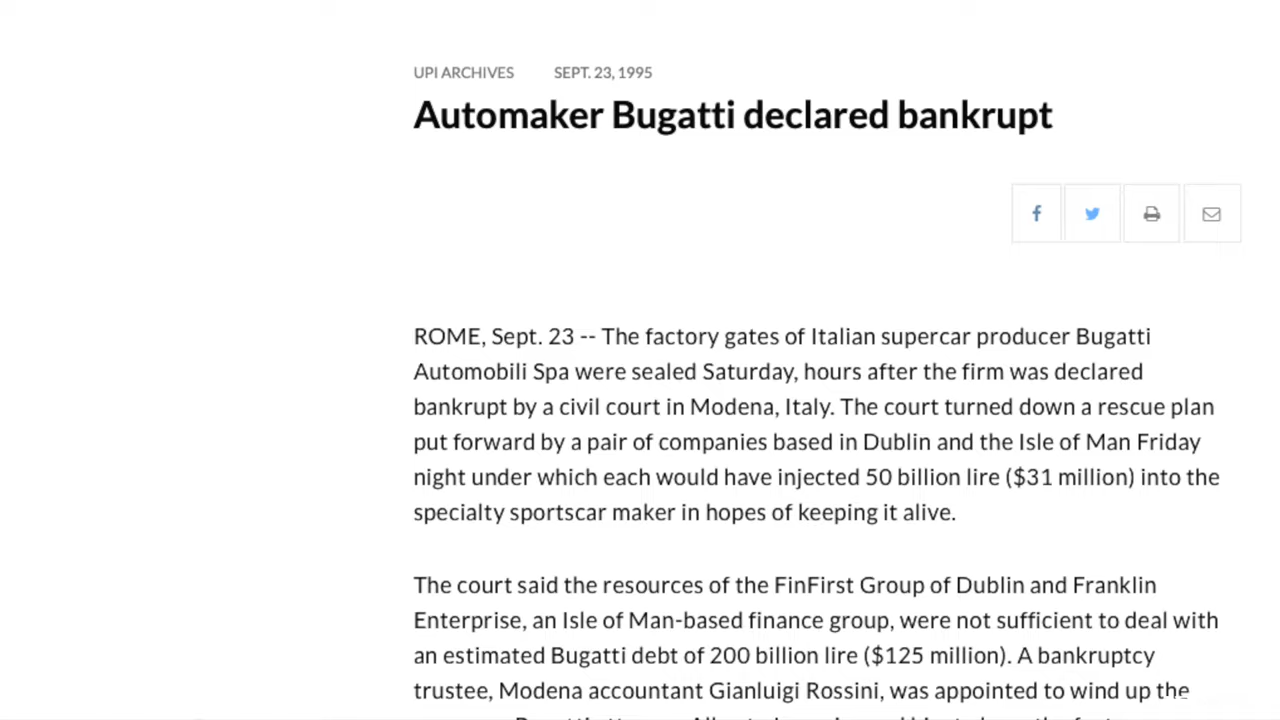 UPI ARCHIVES SEPT. 23, 1995
Automaker Bugatti declared bankrupt
ROME, Sept. 23 -- The factory gates of Italian supercar producer Bugatti
Automobili Spa were sealed Saturday, hours after the firm was declared
bankrupt by a civil court in Modena, Italy. The court turned down a rescue plan
put forward by a pair of companies based in Dublin and the Isle of Man Friday
night under which each would have injected 50 billion lire ($31 million) into the
specialty sportscar maker in hopes of keeping it alive.
The court said the resources of the FinFirst Group of Dublin and Franklin
Enterprise, an Isle of Man-based finance group, were not sufficient to deal with
an estimated Bugatti debt of 200 billion lire ($125 million). A bankruptcy
trustee, Modena accountant Gianluigi Rossini, was appointed to wind up the